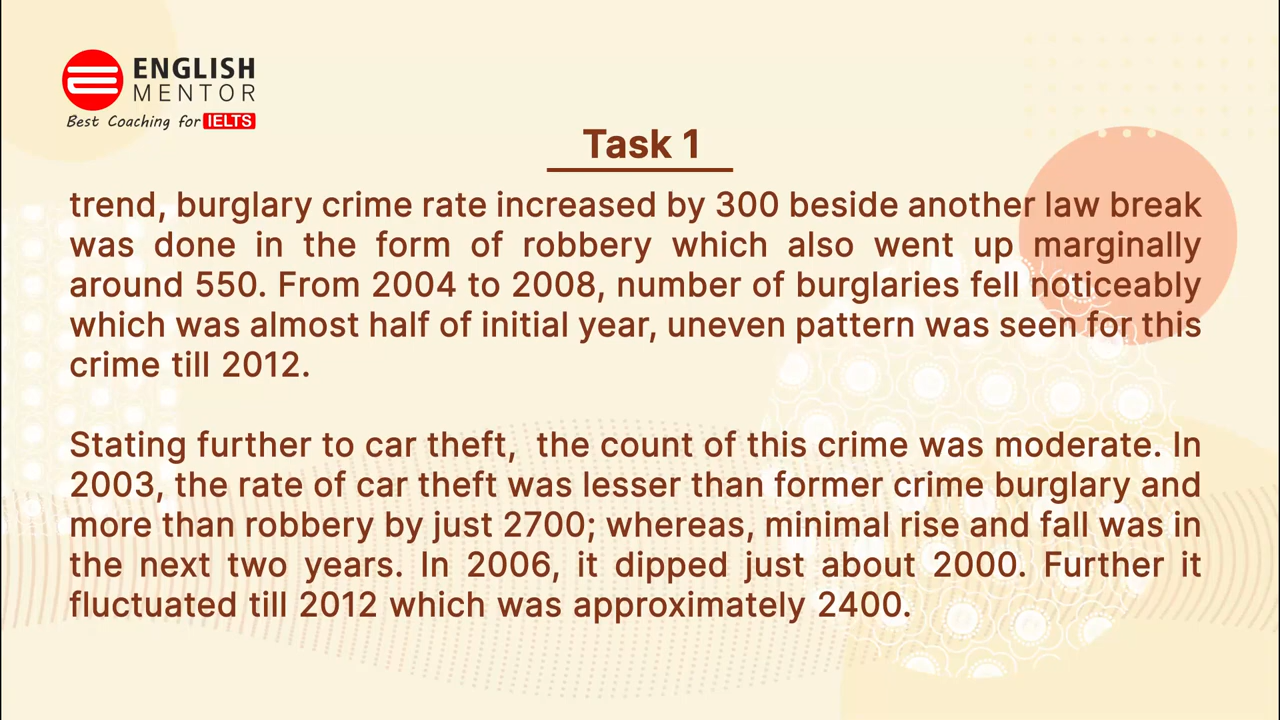 ENGLISH
MENTOR
Best Coaching for IELTS
Task 1
trend, burglary crime rate increased by 300 beside another law break
was done in the form of robbery which also went up marginally
around 550. From 2004 to 2008, number of burglaries fell noticeably
which was almost half of initial year, uneven pattern was seen for this
crime till 2012.
Stating further to car theft, the count of this crime was moderate. In
2003, the rate of car theft was lesser than former crime burglary and
more than robbery by just 2700; whereas, minimal rise and fall was in
the next two years. In 2006, it dipped just about 2000. Further it
fluctuated till 2012 which was approximately 2400.